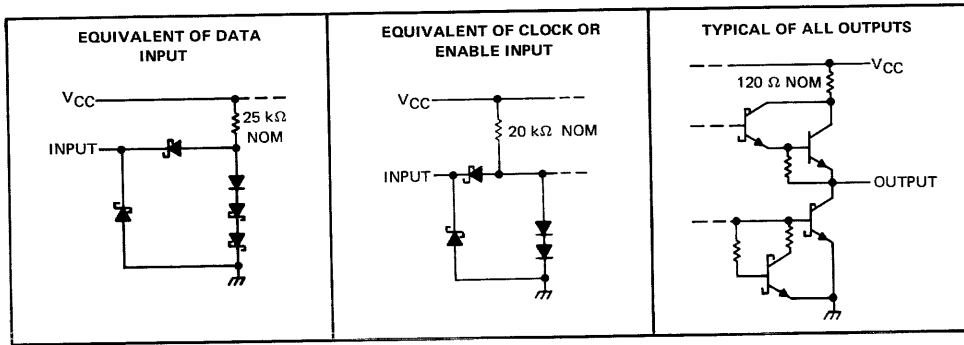 EQUIVALENT OF DATA
INPUT
VCC
25 kΩ
NOM
INPUT
EQUIVALENT OF CLOCK OR
ENABLE INPUT
VCC
20 kΩ NOM
INPUT
TYPICAL OF ALL OUTPUTS
VCC
120 Ω NOM
OUTPUT